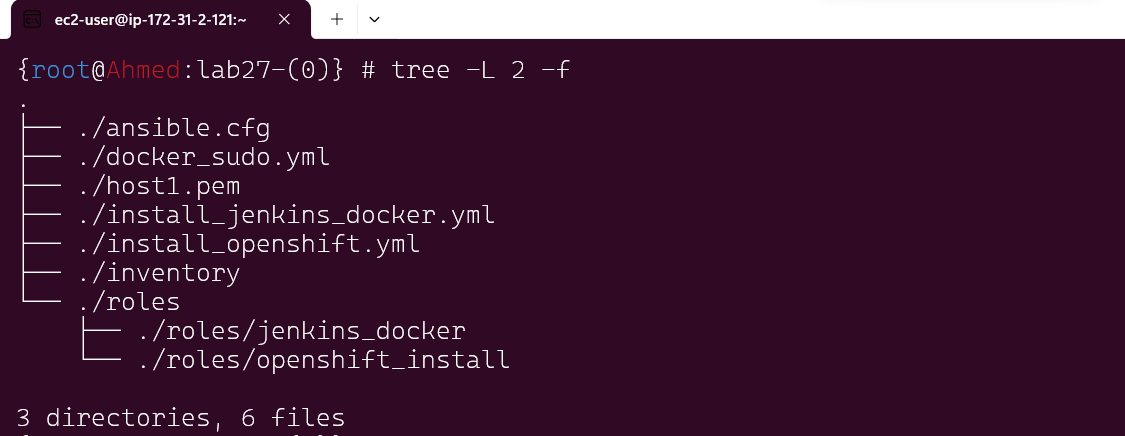 ec2-user@ip-172-31-2-121:~
{root@Ahmed:lab27-(0)} # tree -L 2 -f
.
├── ./ansible.cfg
├── ./docker_sudo.yml
├── ./host1.pem
├── ./install_jenkins_docker.yml
├── ./install_openshift.yml
├── ./inventory
└── ./roles
    ├── ./roles/jenkins_docker
    └── ./roles/openshift_install
3 directories, 6 files